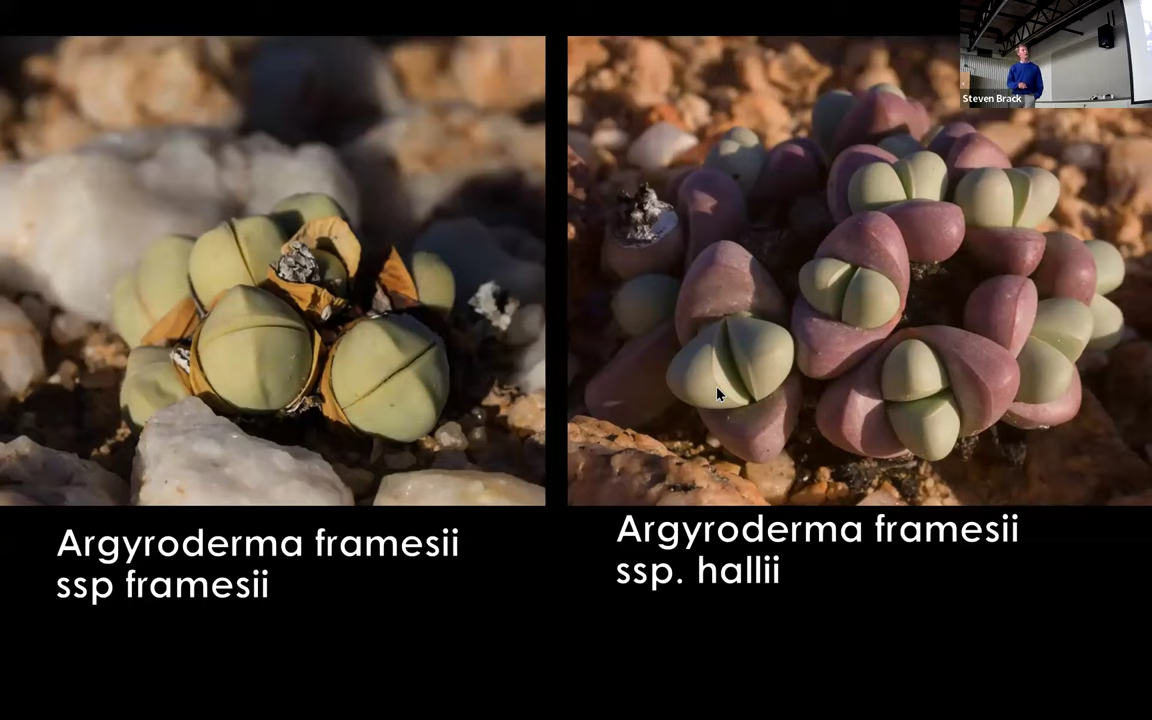 Steven Brack
Argyroderma framesii
ssp framesii
Argyroderma framesii
ssp. hallii